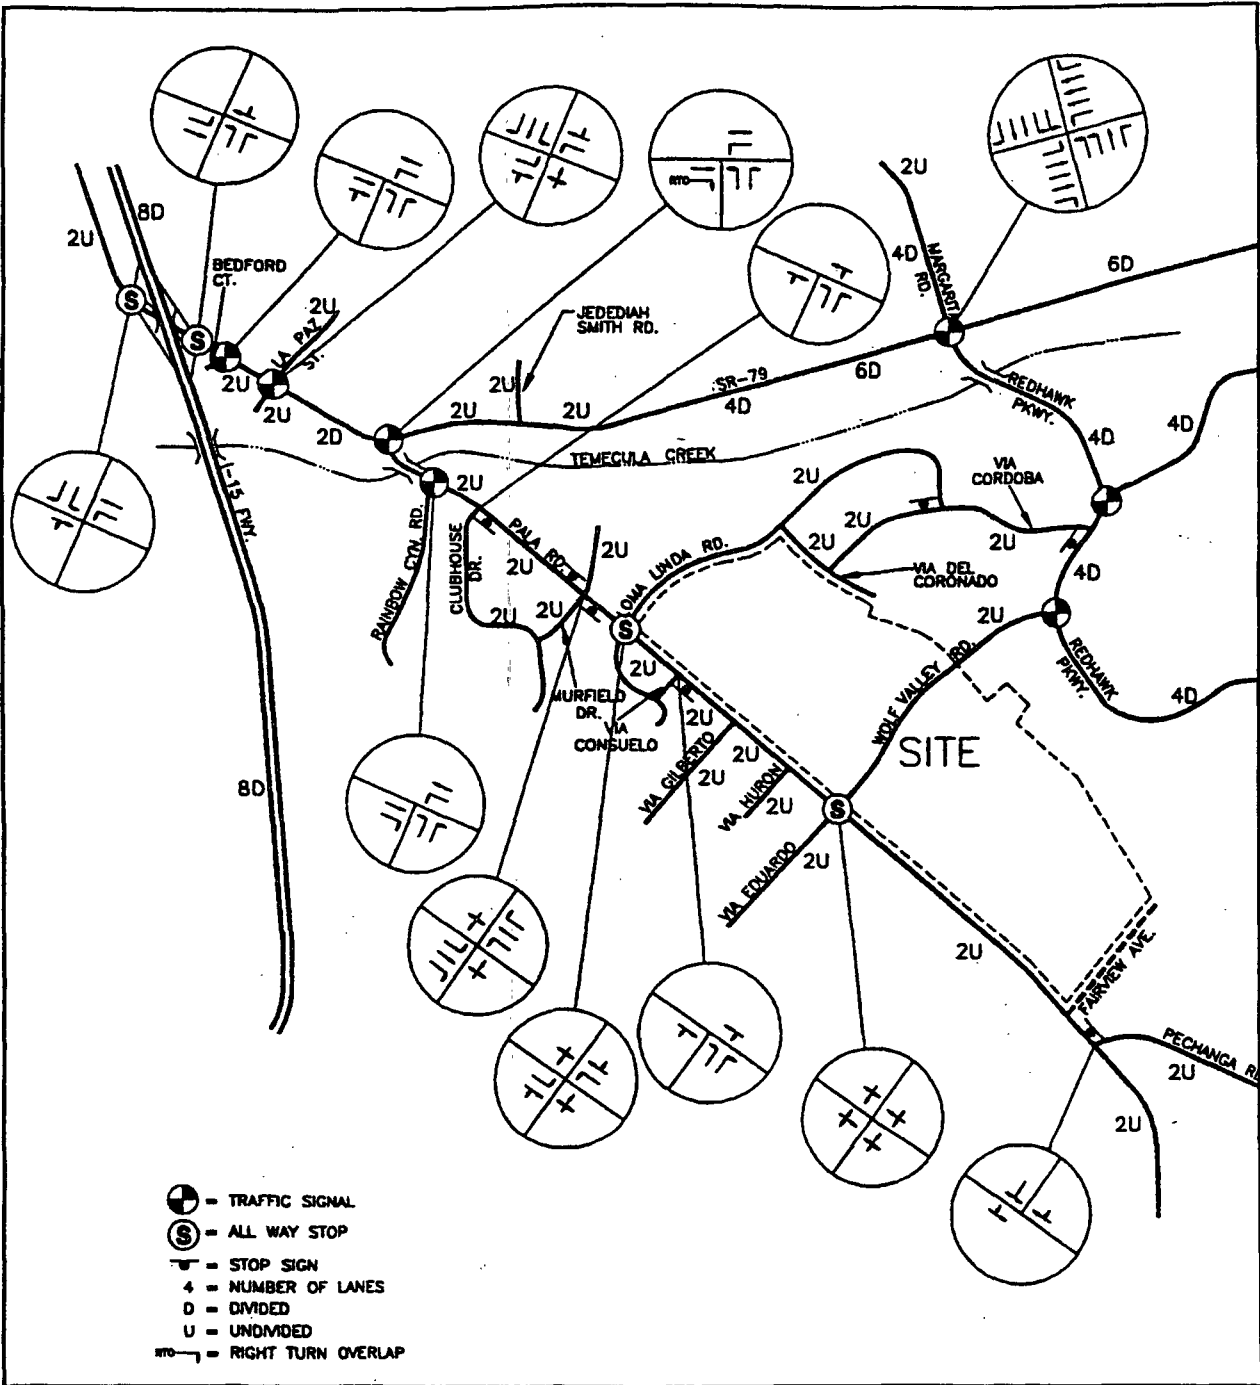 8D
2U
BEDFORD
CT.
2U
LA PAZ
ST.
2U
2U
2D
JEDEDIAH
SMITH RD.
2U
2U
2U
SR-79
4D
6D
RTO
2U
4D
MARGARITA
RD.
6D
REDHAWK
PKWY.
4D
4D
TEMECULA CREEK
I-15 FWY.
8D
S
S
2U
RAINBOW CYN. RD.
CLUBHOUSE
DR.
PALA RD.
2U
2U
2U
2U
LOMA LINDA RD.
S
2U
2U
2U
2U
VIA
CORDOBA
VIA DEL
CORONADO
4D
2U
REDHAWK
PKWY.
4D
WOLF VALLEY RD.
SITE
MURFIELD
DR.
VIA
CONSUELO
2U
2U
VIA GILBERTO
2U
2U
VIA HURON
2U
S
VIA EDUARDO
2U
2U
FAIRVIEW AVE.
PECHANGA RD
2U
2U
= TRAFFIC SIGNAL
S = ALL WAY STOP
= STOP SIGN
4 = NUMBER OF LANES
D = DIVIDED
U = UNDIVIDED
RTO = RIGHT TURN OVERLAP